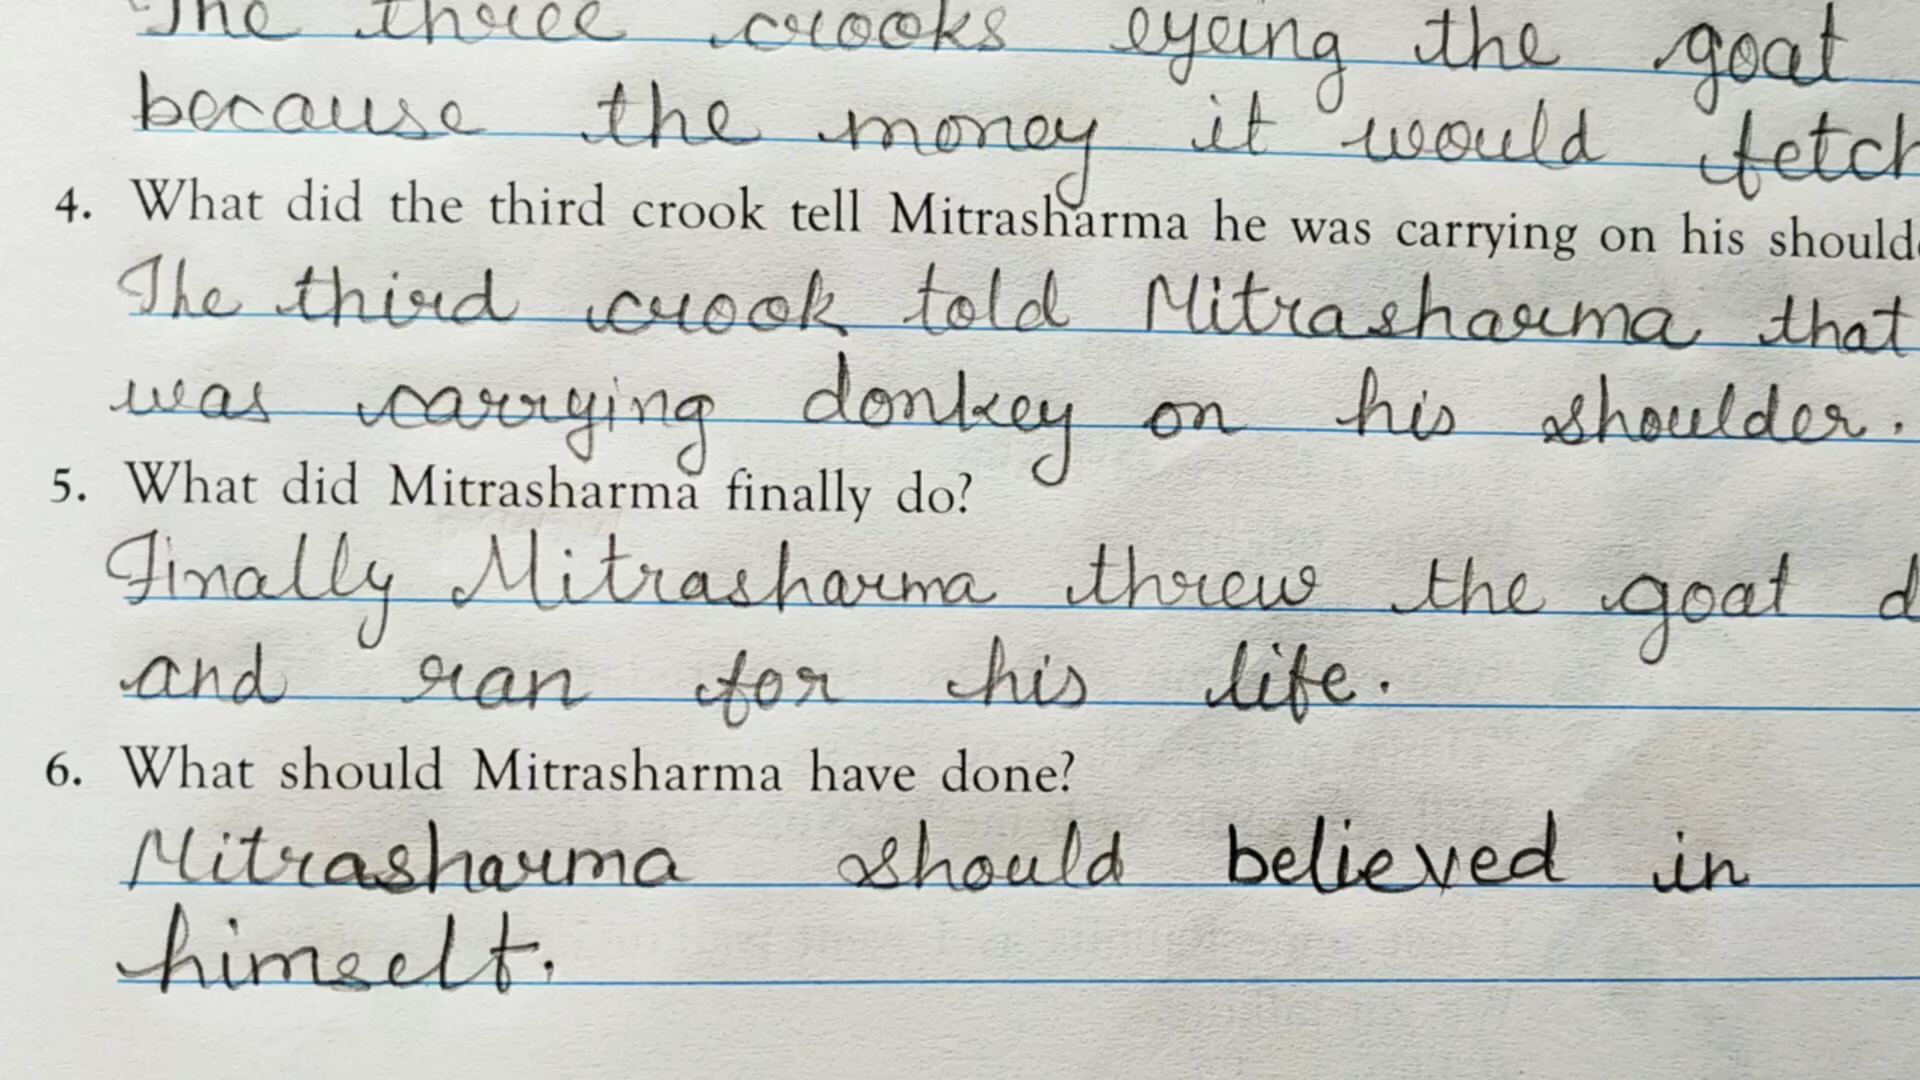 The three crooks eyeing the goat
because the money it would fetch
4. What did the third crook tell Mitrasharma he was carrying on his
The third crook told Mitrasharma that
was carrying donkey on his shoulder.
5. What did Mitrasharma finally do?
Finally Mitrasharma threw the goat
and ran for his life.
6. What should Mitrasharma have done?
Mitrasharma should believed in
himself.